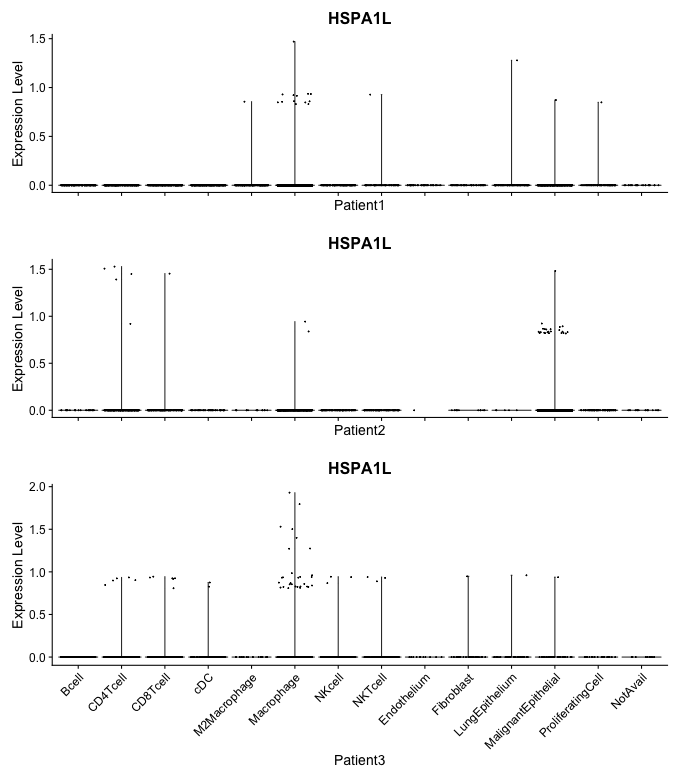 HSPA1L
1.5
1.0
0.5
0.0
Expression Level
Patient1
HSPA1L
1.5
1.0
0.5
0.0
Expression Level
Patient2
HSPA1L
2.0
1.5
1.0
0.5
0.0
Expression Level
Bcell
CD4Tcell
CD8Tcell
cDC
M2Macrophage
Macrophage
NKcell
NKTcell
Endothelium
Fibroblast
LungEpithelium
MalignantEpithelial
ProliferatingCell
NotAvail
Patient3